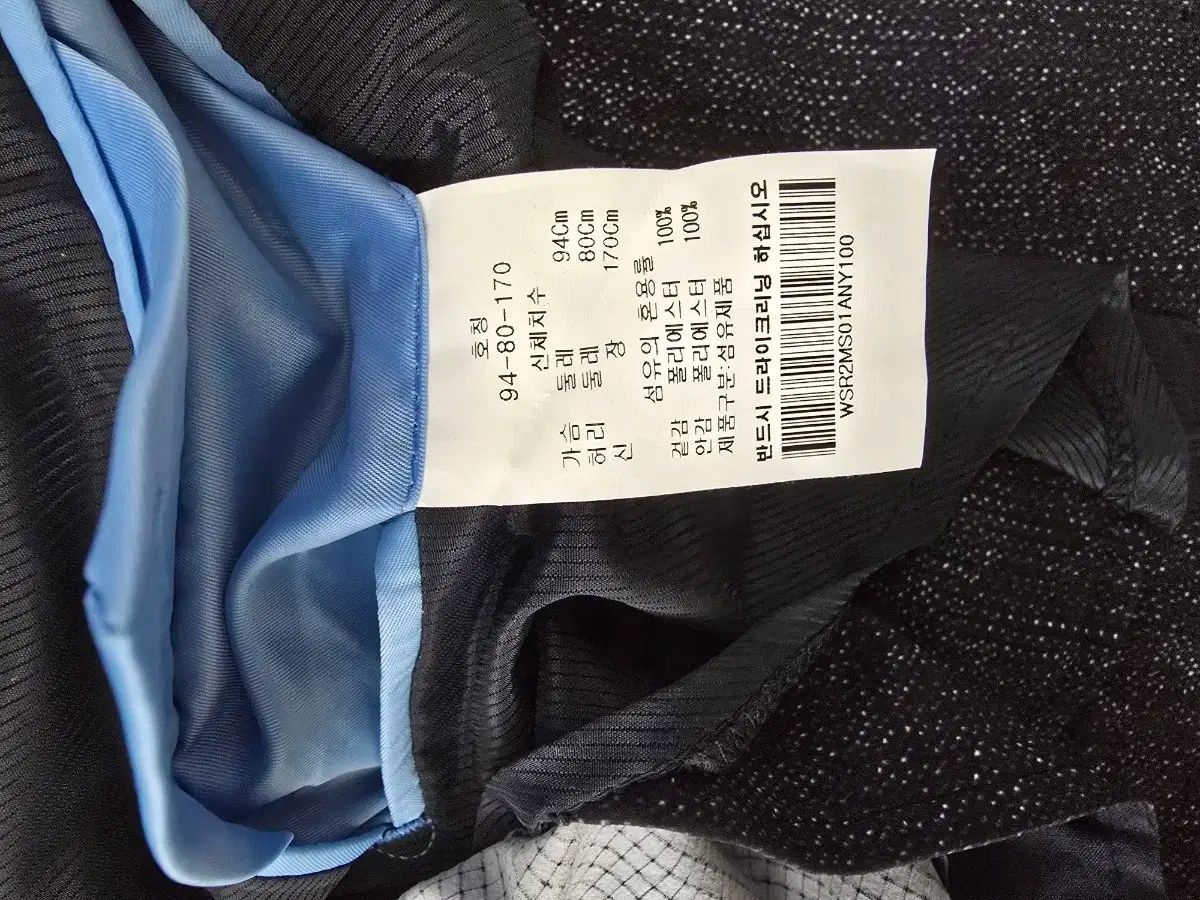 호칭
94-80-170
신체치수
가슴 둘레 94Cm
허리 둘레 80Cm
신 장 170Cm
섬유의 혼용률
겉감 폴리에스터 100%
안감 폴리에스터 100%
제품구분:섬유제품
반드시 드라이크리닝 하십시오
WSR2MS01ANY100